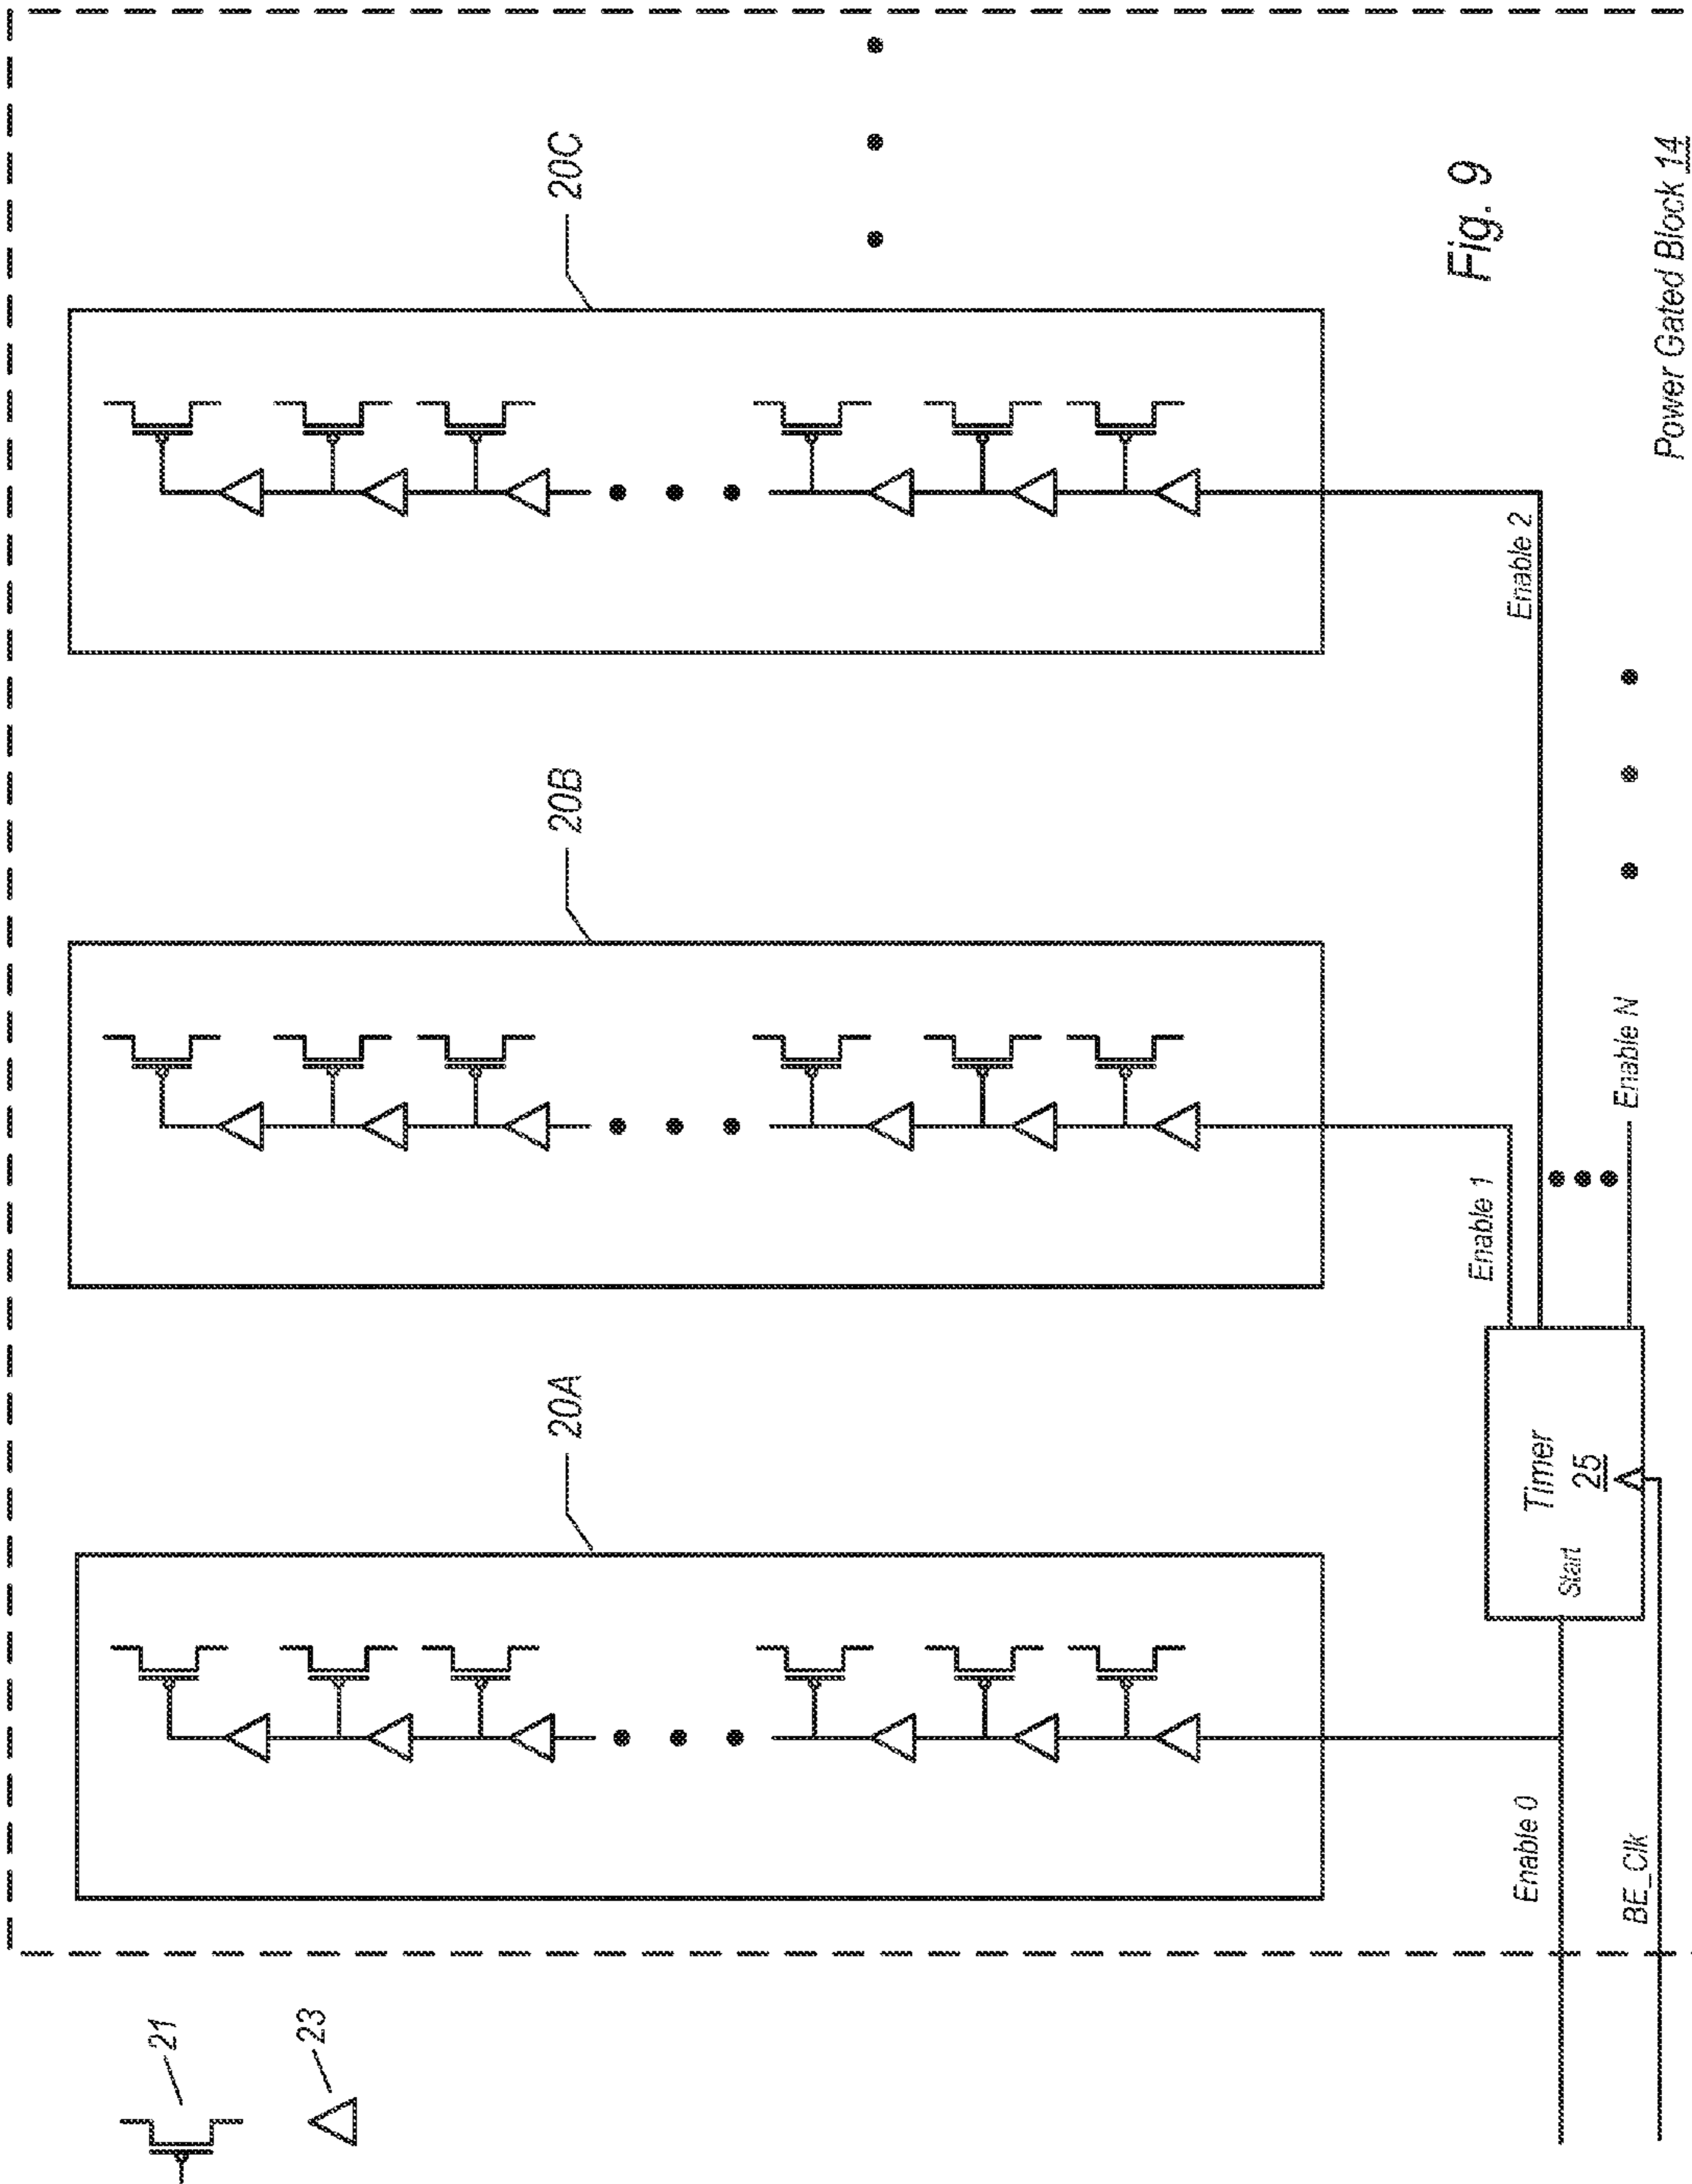 21
23
20A
20B
20C
Enable 0
BE_Clk
Start
Timer
25
Enable 1
Enable 2
Enable N
Fig. 9
Power Gated Block 14